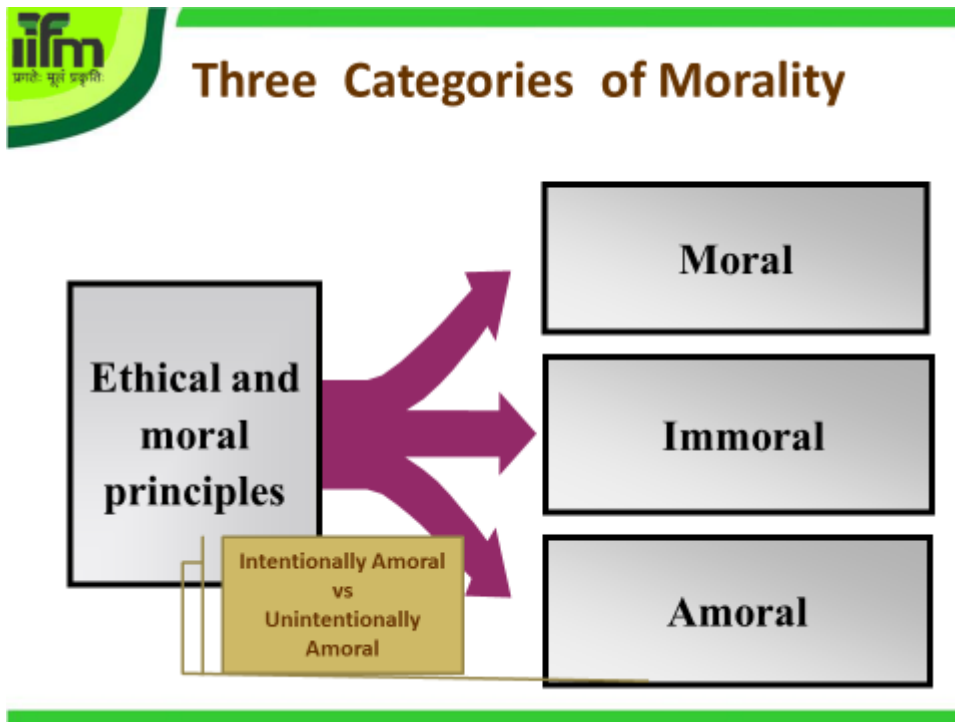 iifm
प्रगतेः मूलं प्रकृतिः
Three Categories of Morality
Ethical and
moral
principles
Moral
Immoral
Amoral
Intentionally Amoral
vs
Unintentionally
Amoral